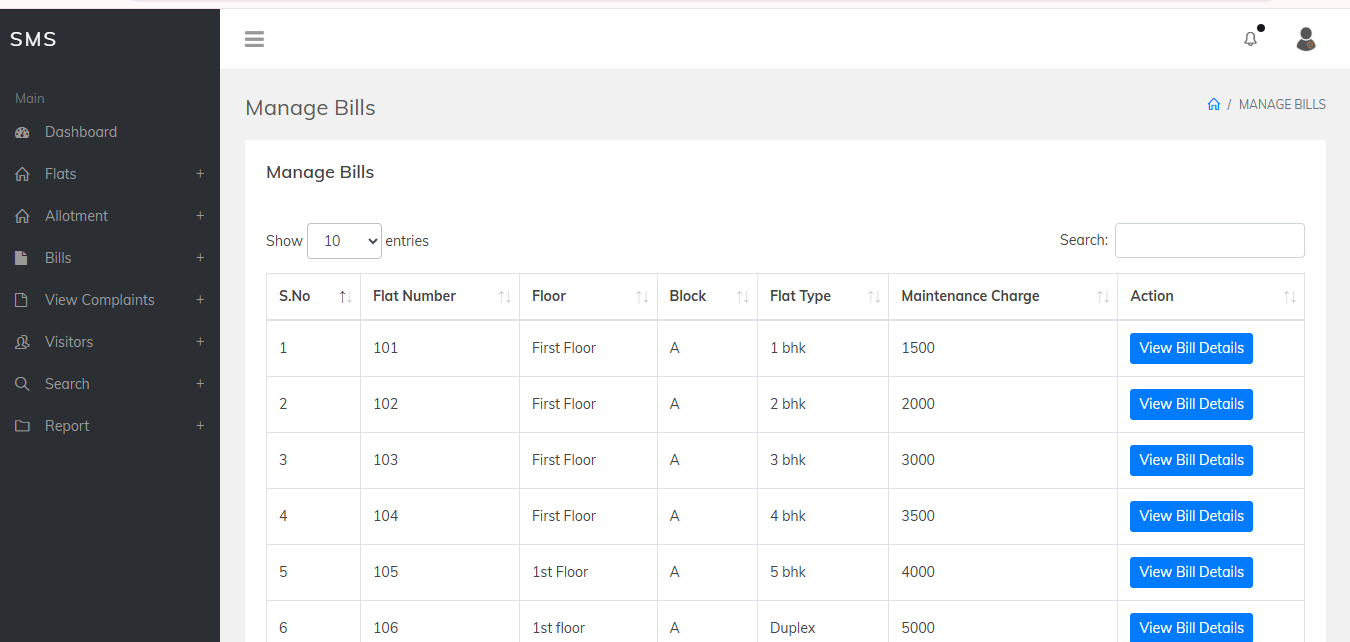 SMS
Main
Dashboard
Flats +
Allotment +
Bills +
View Complaints +
Visitors +
Search +
Report +
Manage Bills
/ MANAGE BILLS
Manage Bills
Show 10 entries
Search:
S.No Flat Number Floor Block Flat Type Maintenance Charge Action
1 101 First Floor A 1 bhk 1500 View Bill Details
2 102 First Floor A 2 bhk 2000 View Bill Details
3 103 First Floor A 3 bhk 3000 View Bill Details
4 104 First Floor A 4 bhk 3500 View Bill Details
5 105 1st Floor A 5 bhk 4000 View Bill Details
6 106 1st floor A Duplex 5000 View Bill Details